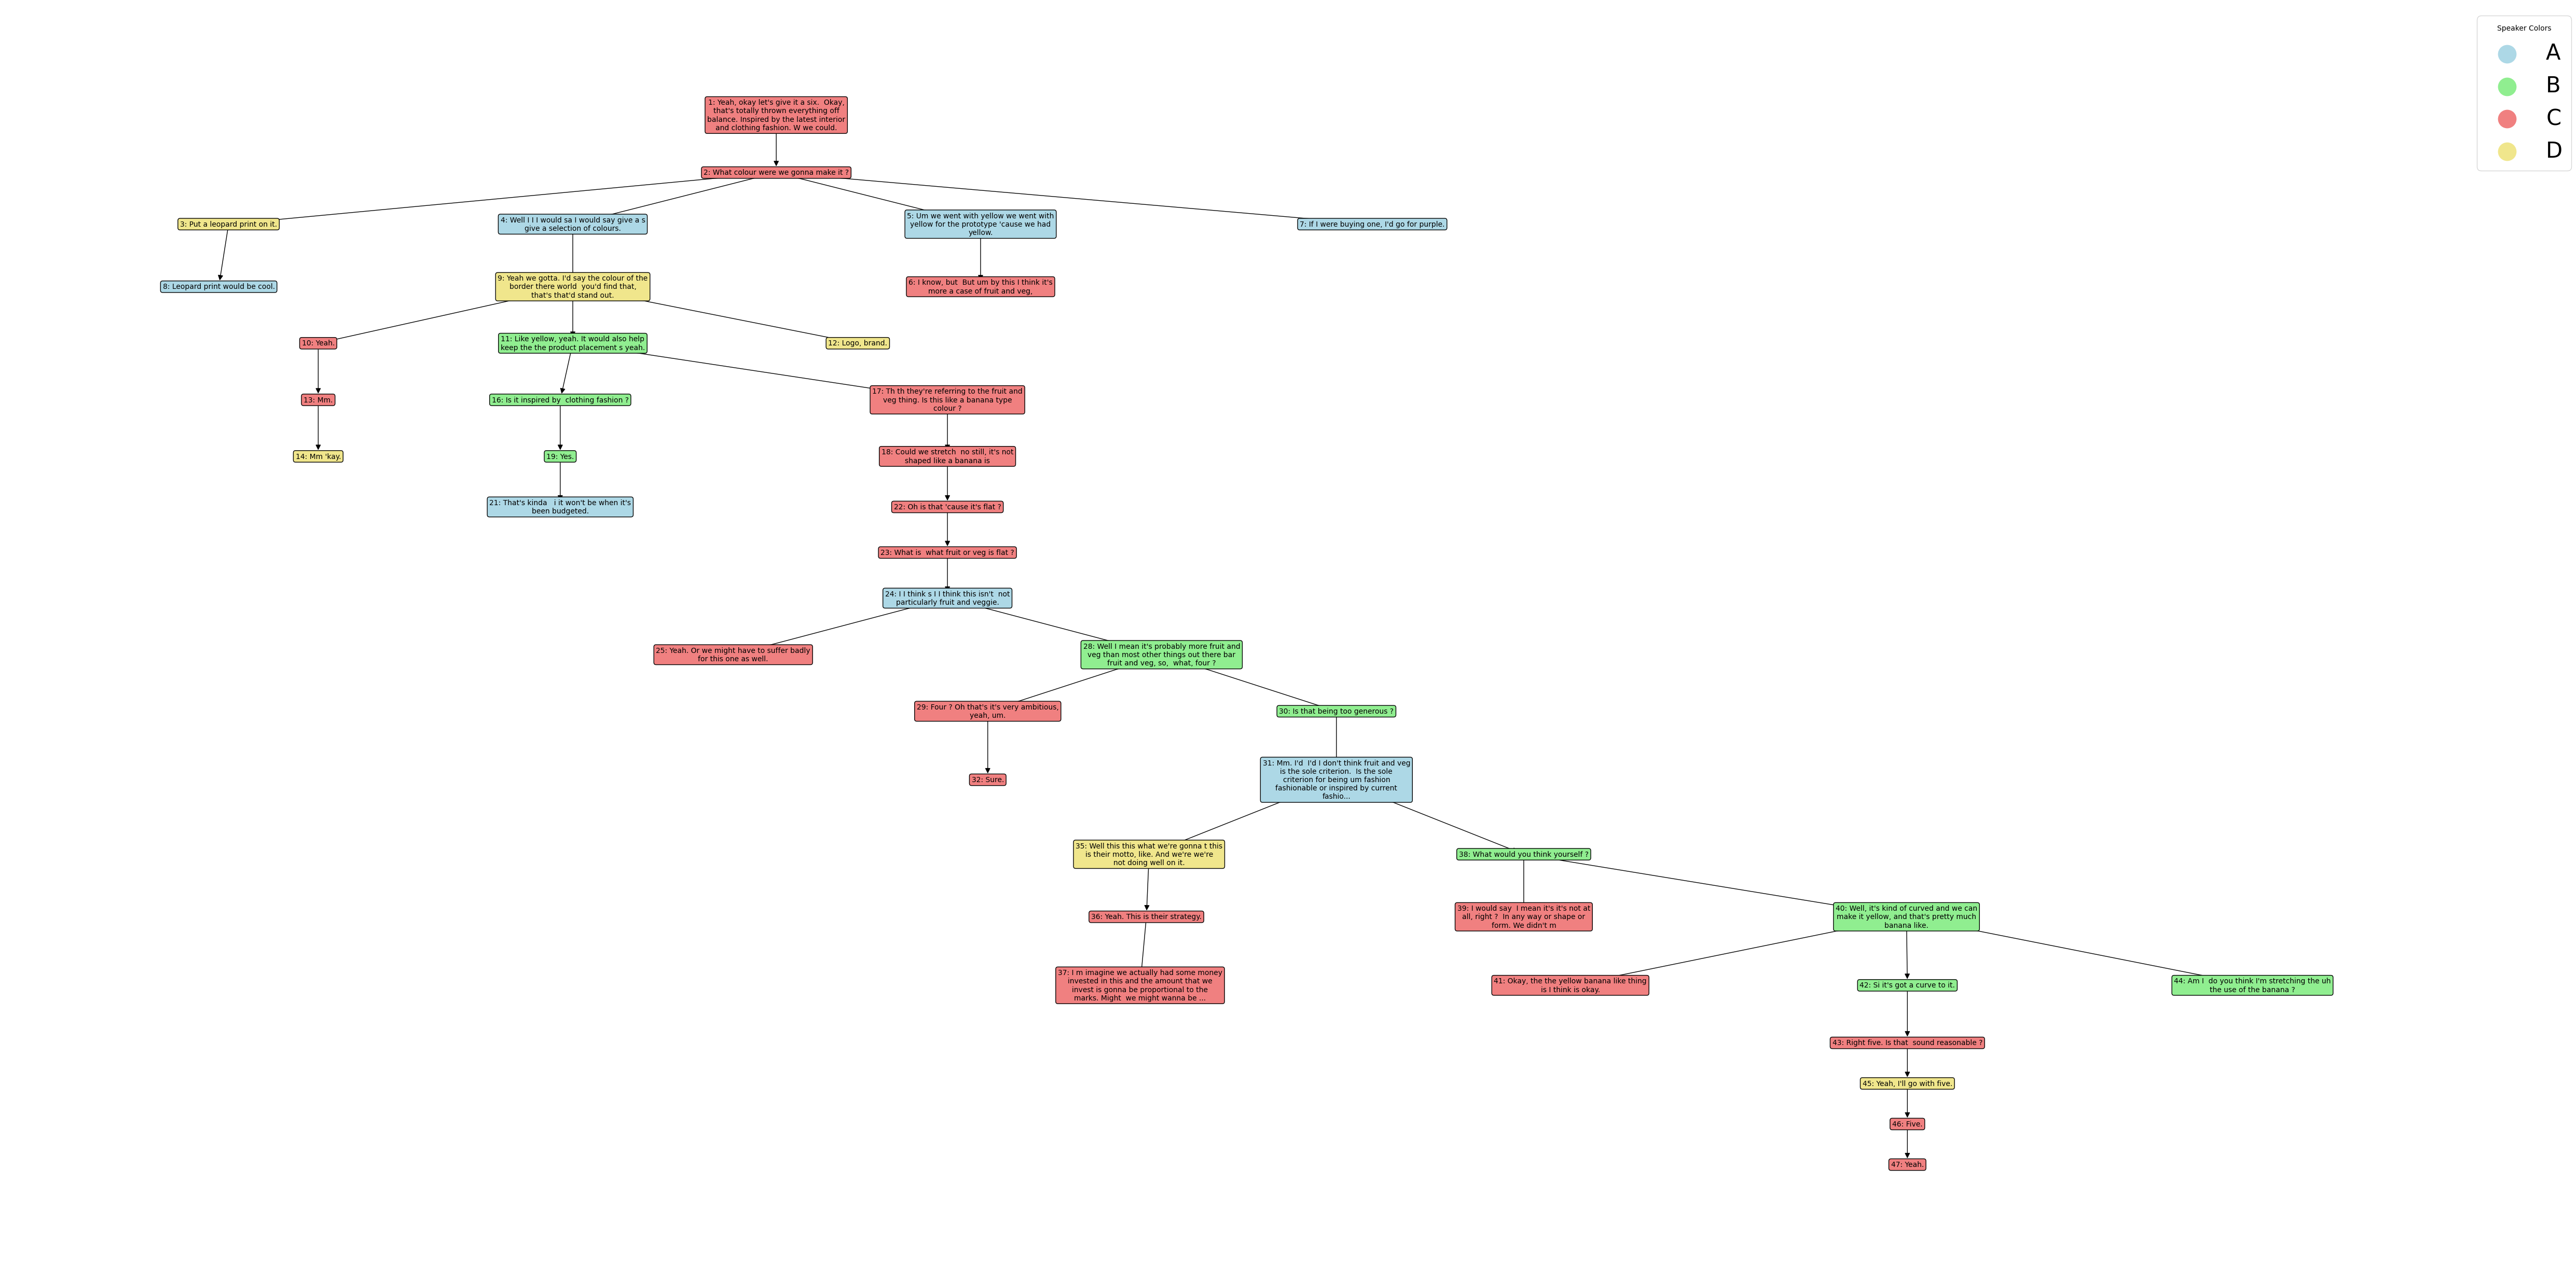 Speaker Colors
A
B
C
D
1: Yeah, okay let's give it a six.  Okay,
that's totally thrown everything off
balance. Inspired by the latest interior
and clothing fashion. W we could.
2: What colour were we gonna make it ?
3: Put a leopard print on it.
4: Well I I I would sa I would say give a s
give a selection of colours.
5: Um we went with yellow we went with
yellow for the prototype 'cause we had
yellow.
7: If I were buying one, I'd go for purple.
8: Leopard print would be cool.
9: Yeah we gotta. I'd say the colour of the
border there world  you'd find that,
that's that'd stand out.
6: I know, but  But um by this I think it's
more a case of fruit and veg,
10: Yeah.
11: Like yellow, yeah. It would also help
keep the the product placement s yeah.
12: Logo, brand.
13: Mm.
16: Is it inspired by  clothing fashion ?
17: Th th they're referring to the fruit and
veg thing. Is this like a banana type
colour ?
14: Mm 'kay.
19: Yes.
18: Could we stretch  no still, it's not
shaped like a banana is
21: That's kinda   i it won't be when it's
been budgeted.
22: Oh is that 'cause it's flat ?
23: What is  what fruit or veg is flat ?
24: I I think s I I think this isn't  not
particularly fruit and veggie.
25: Yeah. Or we might have to suffer badly
for this one as well.
28: Well I mean it's probably more fruit and
veg than most other things out there bar
fruit and veg, so,  what, four ?
29: Four ? Oh that's it's very ambitious,
yeah, um.
30: Is that being too generous ?
32: Sure.
31: Mm. I'd  I'd I don't think fruit and veg
is the sole criterion.  Is the sole
criterion for being um fashion
fashionable or inspired by current
fashio...
35: Well this this what we're gonna t this
is their motto, like. And we're we're
not doing well on it.
38: What would you think yourself ?
36: Yeah. This is their strategy.
39: I would say  I mean it's it's not at
all, right ?  In any way or shape or
form. We didn't m
40: Well, it's kind of curved and we can
make it yellow, and that's pretty much
banana like.
37: I m imagine we actually had some money
invested in this and the amount that we
invest is gonna be proportional to the
marks. Might  we might wanna be ...
41: Okay, the the yellow banana like thing
is I think is okay.
42: Si it's got a curve to it.
44: Am I  do you think I'm stretching the uh
the use of the banana ?
43: Right five. Is that  sound reasonable ?
45: Yeah, I'll go with five.
46: Five.
47: Yeah.